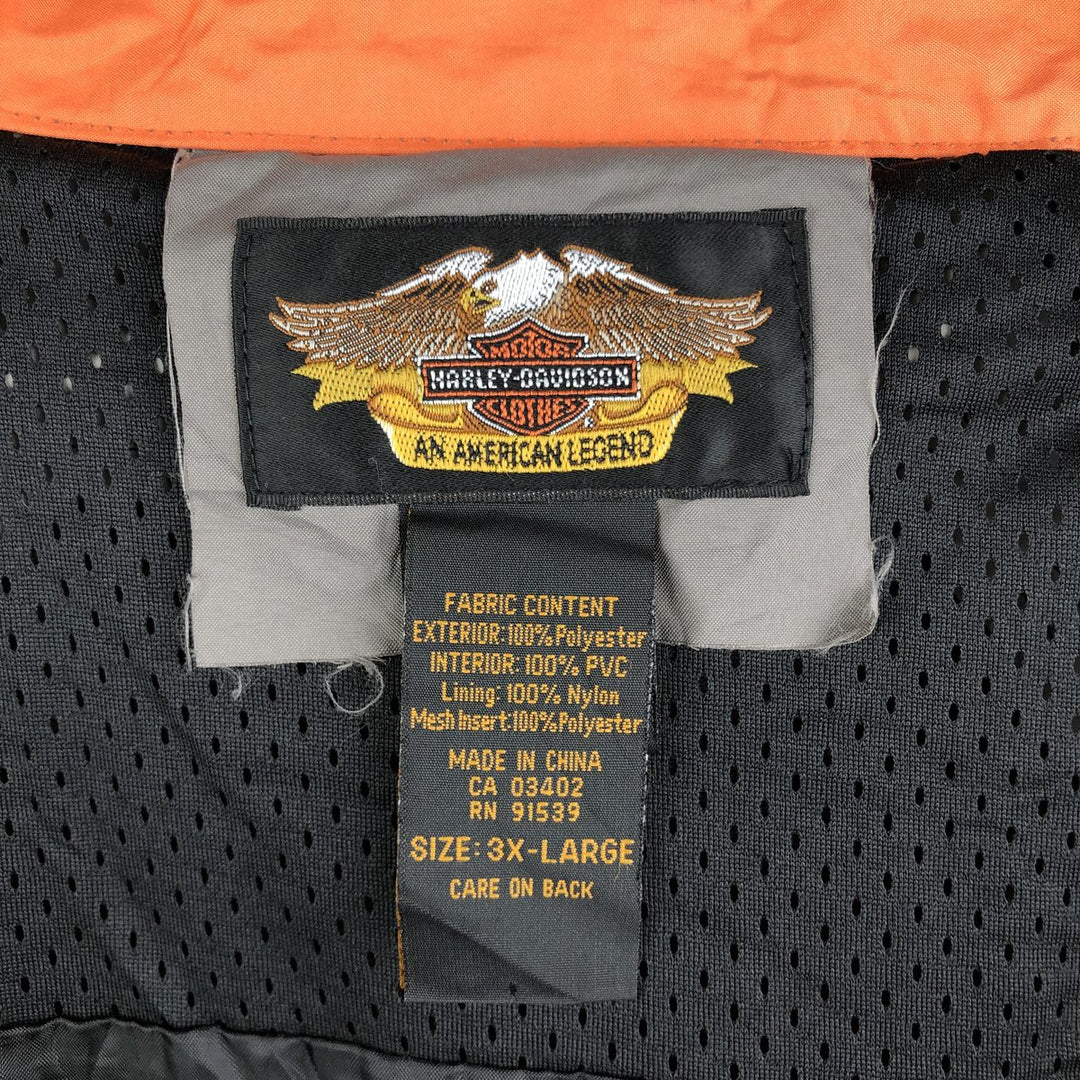 MOTOR
HARLEY-DAVIDSON
CLOTHES®
AN AMERICAN LEGEND
FABRIC CONTENT
EXTERIOR: 100% Polyester
INTERIOR: 100% PVC
Lining: 100% Nylon
Mesh Insert: 100% Polyester
MADE IN CHINA
CA 03402
RN 91539
SIZE: 3X-LARGE
CARE ON BACK